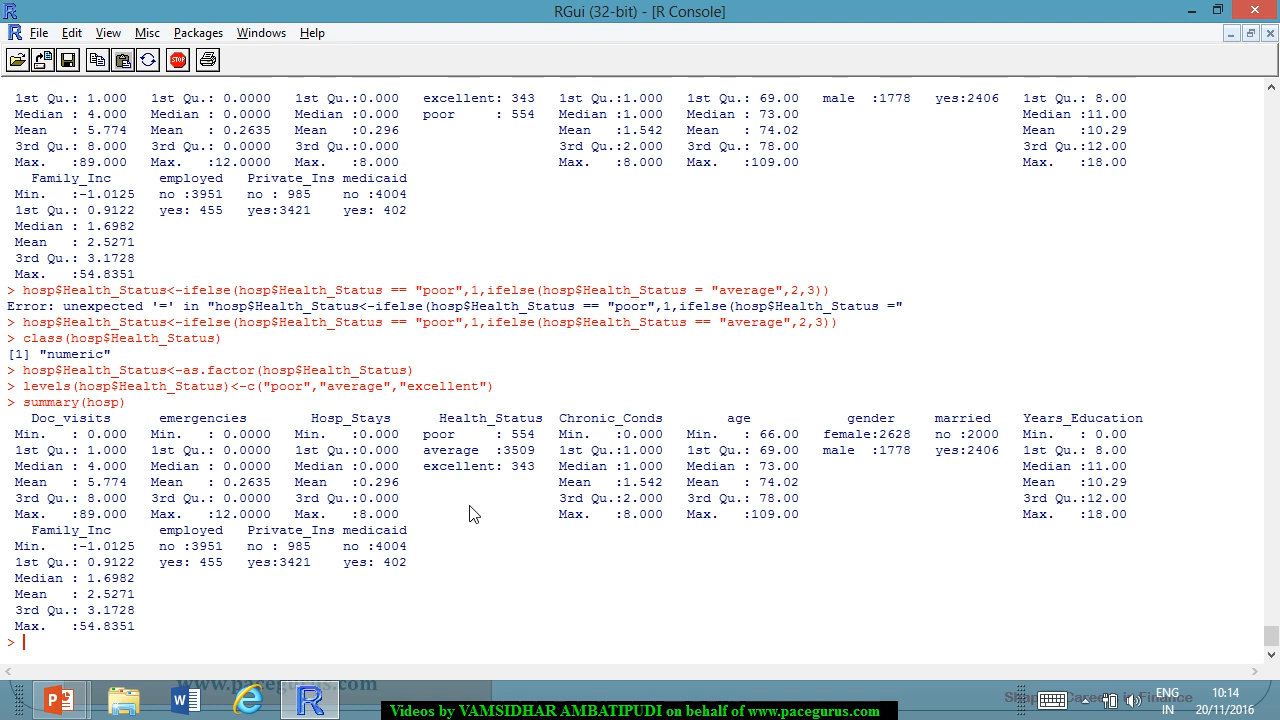 RGui (32-bit) - [R Console]
File Edit View Misc Packages Windows Help
STOP
1st Qu.: 1.000 1st Qu.: 0.0000 1st Qu.:0.000 excellent: 343 1st Qu.:1.000 1st Qu.: 69.00 male :1778 yes:2406 1st Qu.: 8.00
Median : 4.000 Median : 0.0000 Median :0.000 poor : 554 Median :1.000 Median : 73.00 Median :11.00
Mean : 5.774 Mean : 0.2635 Mean :0.296 Mean :1.542 Mean : 74.02 Mean :10.29
3rd Qu.: 8.000 3rd Qu.: 0.0000 3rd Qu.:0.000 3rd Qu.:2.000 3rd Qu.: 78.00 3rd Qu.:12.00
Max. :89.000 Max. :12.0000 Max. :8.000 Max. :8.000 Max. :109.00 Max. :18.00
Family_Inc employed Private_Ins medicaid
Min. :-1.0125 no :3951 no : 985 no :4004
1st Qu.: 0.9122 yes: 455 yes:3421 yes: 402
Median : 1.6982
Mean : 2.5271
3rd Qu.: 3.1728
Max. :54.8351
> hosp$Health_Status<-ifelse(hosp$Health_Status == "poor",1,ifelse(hosp$Health_Status = "average",2,3))
Error: unexpected '=' in "hosp$Health_Status<-ifelse(hosp$Health_Status == "poor",1,ifelse(hosp$Health_Status ="
> hosp$Health_Status<-ifelse(hosp$Health_Status == "poor",1,ifelse(hosp$Health_Status == "average",2,3))
> class(hosp$Health_Status)
[1] "numeric"
> hosp$Health_Status<-as.factor(hosp$Health_Status)
> levels(hosp$Health_Status)<-c("poor","average","excellent")
> summary(hosp)
Doc_visits emergencies Hosp_Stays Health_Status Chronic_Conds age gender married Years_Education
Min. : 0.000 Min. : 0.0000 Min. :0.000 poor : 554 Min. :0.000 Min. : 66.00 female:2628 no :2000 Min. : 0.00
1st Qu.: 1.000 1st Qu.: 0.0000 1st Qu.:0.000 average :3509 1st Qu.:1.000 1st Qu.: 69.00 male :1778 yes:2406 1st Qu.: 8.00
Median : 4.000 Median : 0.0000 Median :0.000 excellent: 343 Median :1.000 Median : 73.00 Median :11.00
Mean : 5.774 Mean : 0.2635 Mean :0.296 Mean :1.542 Mean : 74.02 Mean :10.29
3rd Qu.: 8.000 3rd Qu.: 0.0000 3rd Qu.:0.000 3rd Qu.:2.000 3rd Qu.: 78.00 3rd Qu.:12.00
Max. :89.000 Max. :12.0000 Max. :8.000 Max. :8.000 Max. :109.00 Max. :18.00
Family_Inc employed Private_Ins medicaid
Min. :-1.0125 no :3951 no : 985 no :4004
1st Qu.: 0.9122 yes: 455 yes:3421 yes: 402
Median : 1.6982
Mean : 2.5271
3rd Qu.: 3.1728
Max. :54.8351
>
www.pacegurus.com
in Finance
ENG 10:14
IN 20/11/2016
Videos by VAMSIDHAR AMBATIPUDI on behalf of www.pacegurus.com